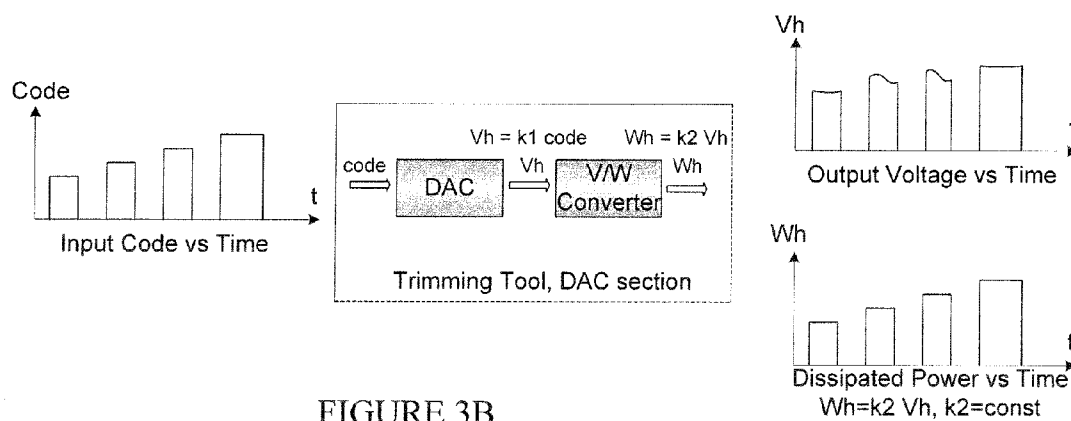 Code
t
Input Code vs Time
Vh = k1 code
Wh = k2 Vh
code
DAC
Vh
V/W
Converter
Wh
Trimming Tool, DAC section
Vh
Output Voltage vs Time
Wh
t
Dissipated Power vs Time
Wh=k2 Vh, k2=const
FIGURE 3B